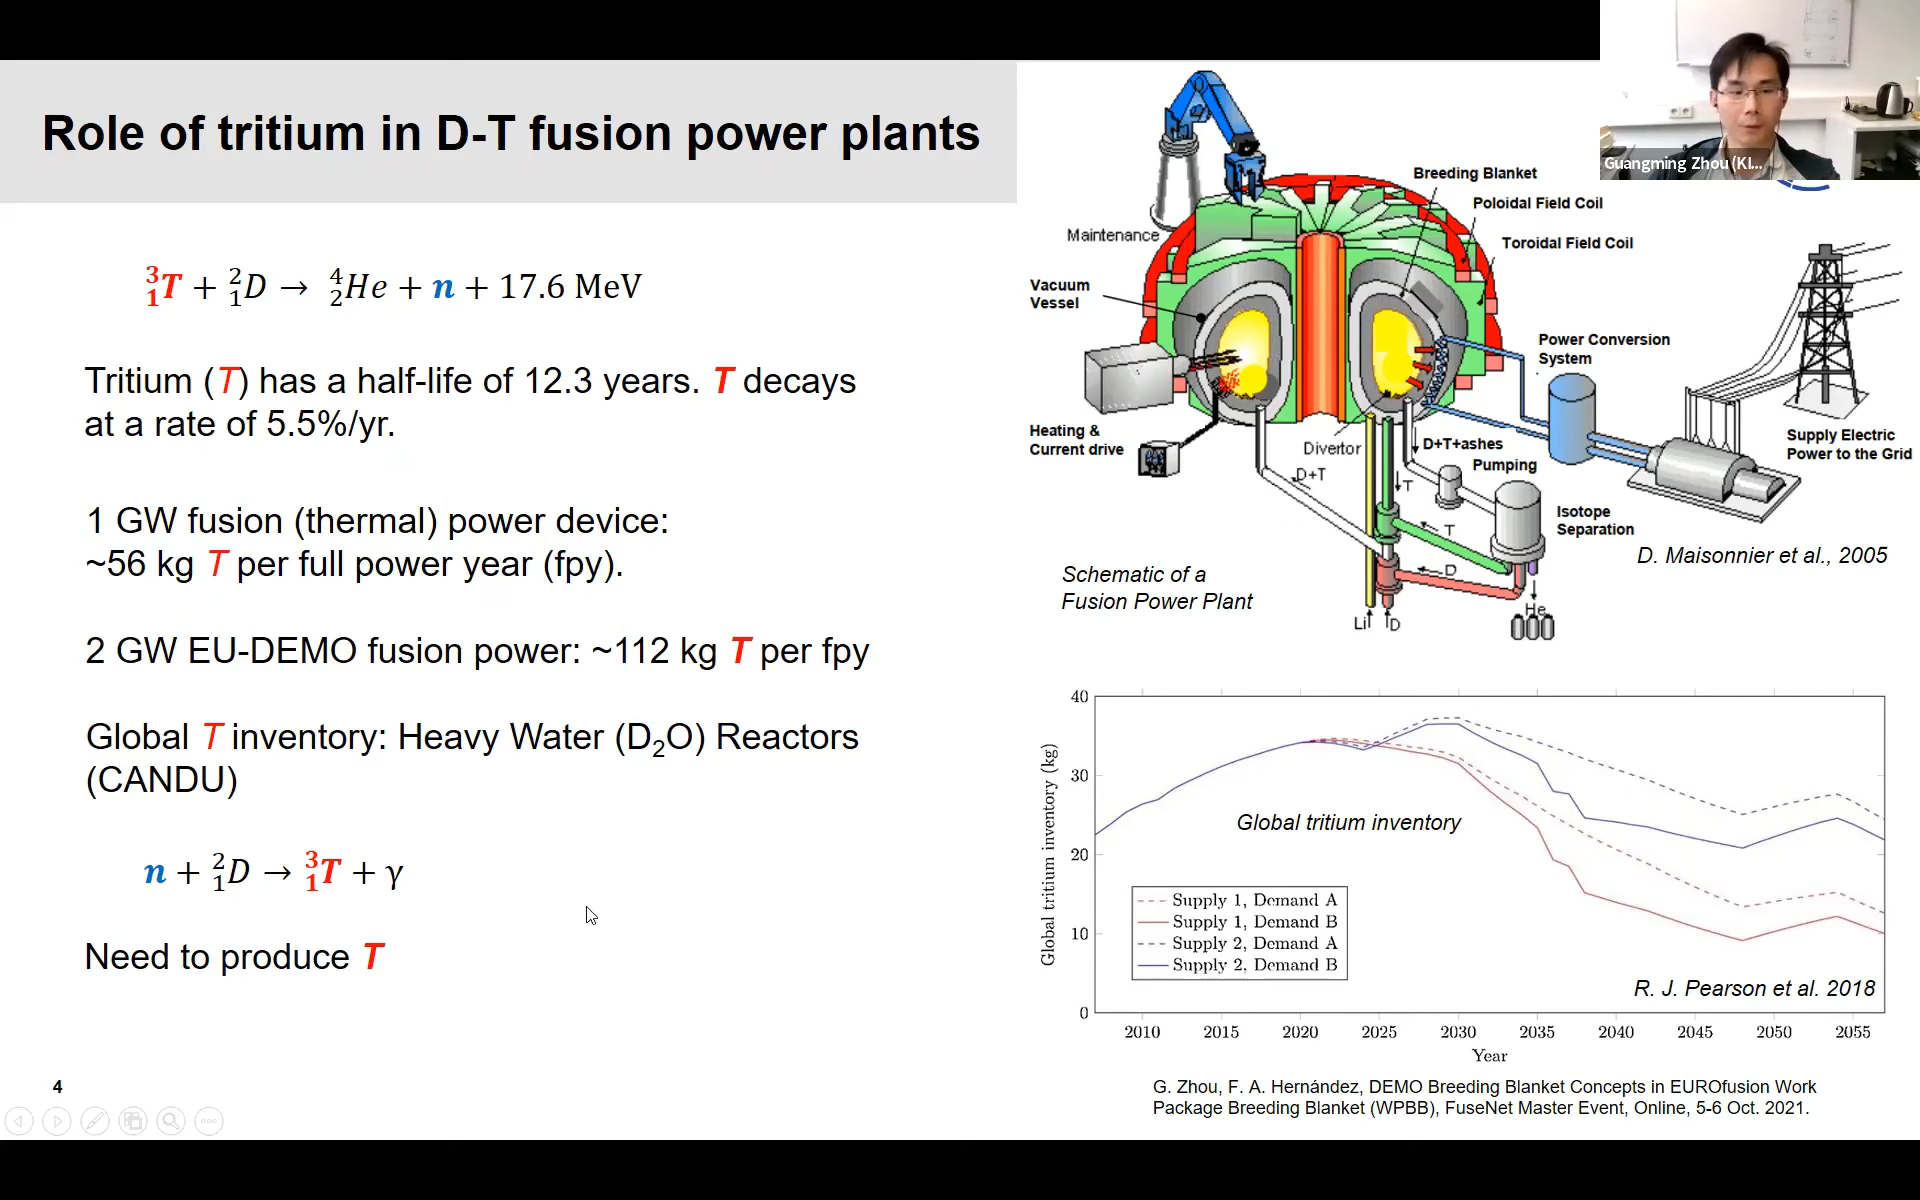 Role of tritium in D-T fusion power plants
Guangming Zhou (KI...
³₁T + ²₁D → ⁴₂He + n + 17.6 MeV
Tritium (T) has a half-life of 12.3 years. T decays
at a rate of 5.5%/yr.
1 GW fusion (thermal) power device:
~56 kg T per full power year (fpy).
2 GW EU-DEMO fusion power: ~112 kg T per fpy
Global T inventory: Heavy Water (D₂O) Reactors
(CANDU)
n + ²₁D → ³₁T + γ
Need to produce T
4
Breeding Blanket
Poloidal Field Coil
Toroidal Field Coil
Maintenance
Vacuum
Vessel
Power Conversion
System
Heating &
Current drive
Divertor
D+T+ashes
Pumping
Supply Electric
Power to the Grid
D+T
T
T
Isotope
Separation
D. Maisonnier et al., 2005
D
Schematic of a
Fusion Power Plant
He
Li
D
40
30
20
10
0
Global tritium inventory (kg)
Global tritium inventory
Supply 1, Demand A
Supply 1, Demand B
Supply 2, Demand A
Supply 2, Demand B
R. J. Pearson et al. 2018
2010 2015 2020 2025 2030 2035 2040 2045 2050 2055
Year
G. Zhou, F. A. Hernández, DEMO Breeding Blanket Concepts in EUROfusion Work
Package Breeding Blanket (WPBB), FuseNet Master Event, Online, 5-6 Oct. 2021.